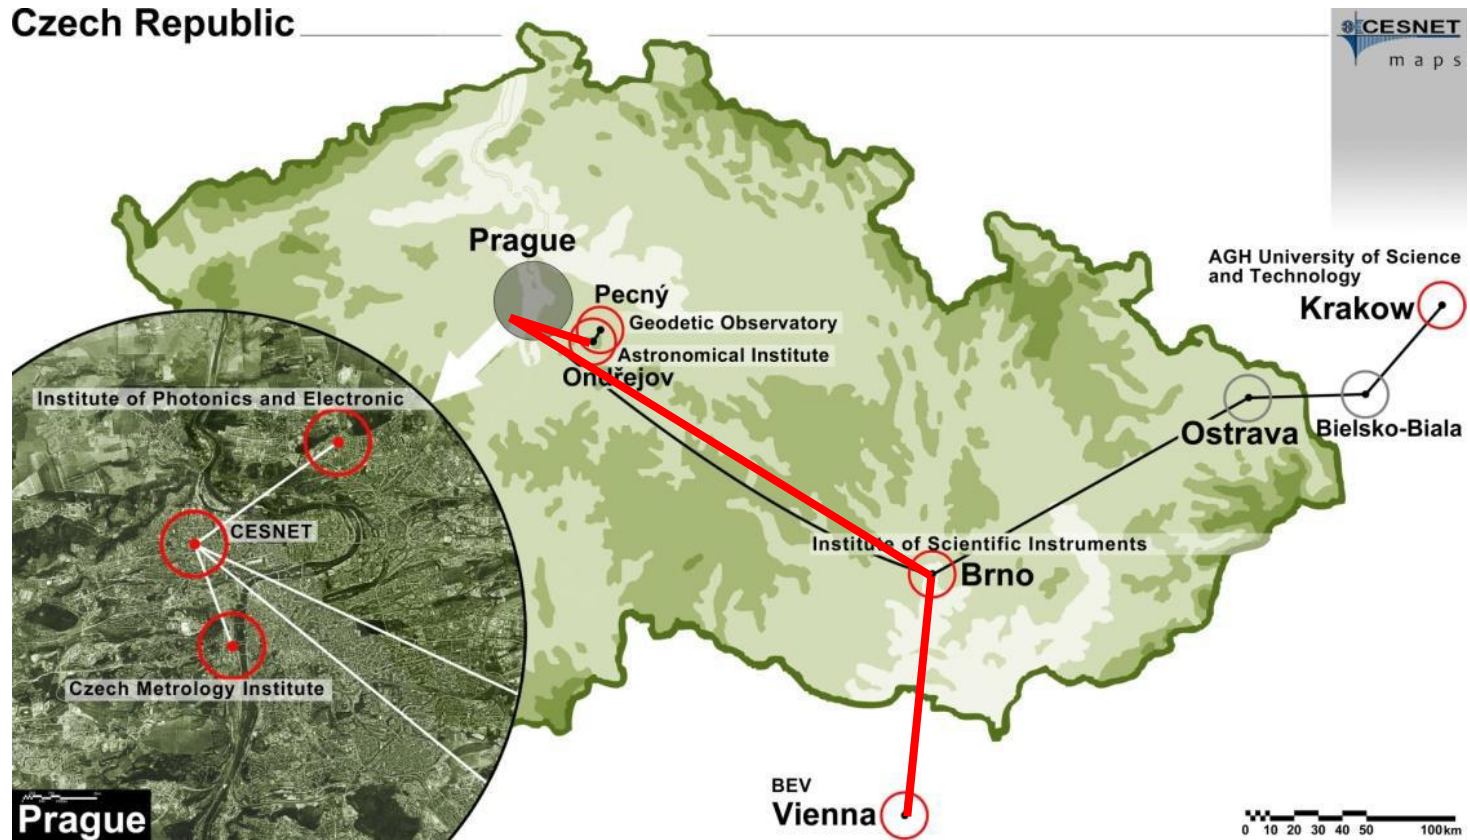 Czech Republic
CESNET
maps
AGH University of Science
and Technology
Krakow
Prague
Pecný
Geodetic Observatory
Astronomical Institute
Ondřejov
Institute of Photonics and Electronic
CESNET
Czech Metrology Institute
Ostrava
Bielsko-Biala
Institute of Scientific Instruments
Brno
BEV
Vienna
Prague
0 10 20 30 40 50 100km